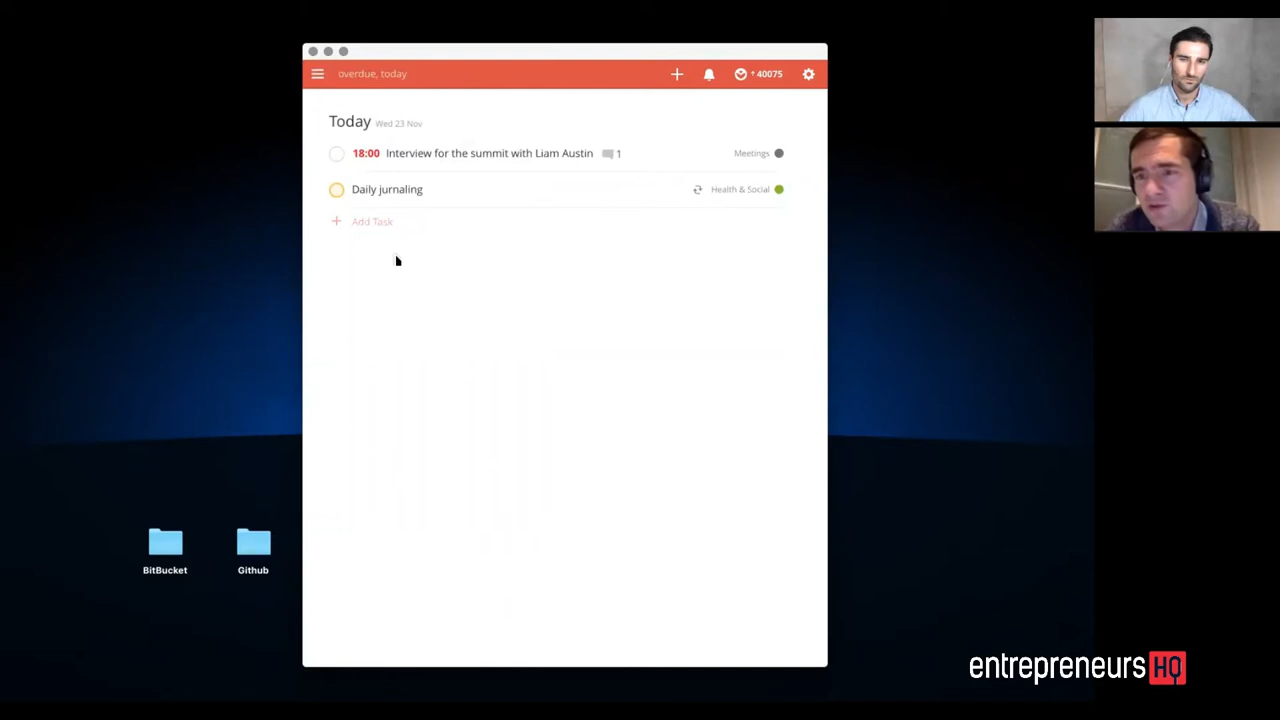 overdue, today
↑ 40075
Today Wed 23 Nov
18:00 Interview for the summit with Liam Austin 1 Meetings
Daily jurnaling Health & Social
+ Add Task
BitBucket Github
entrepreneurs HQ